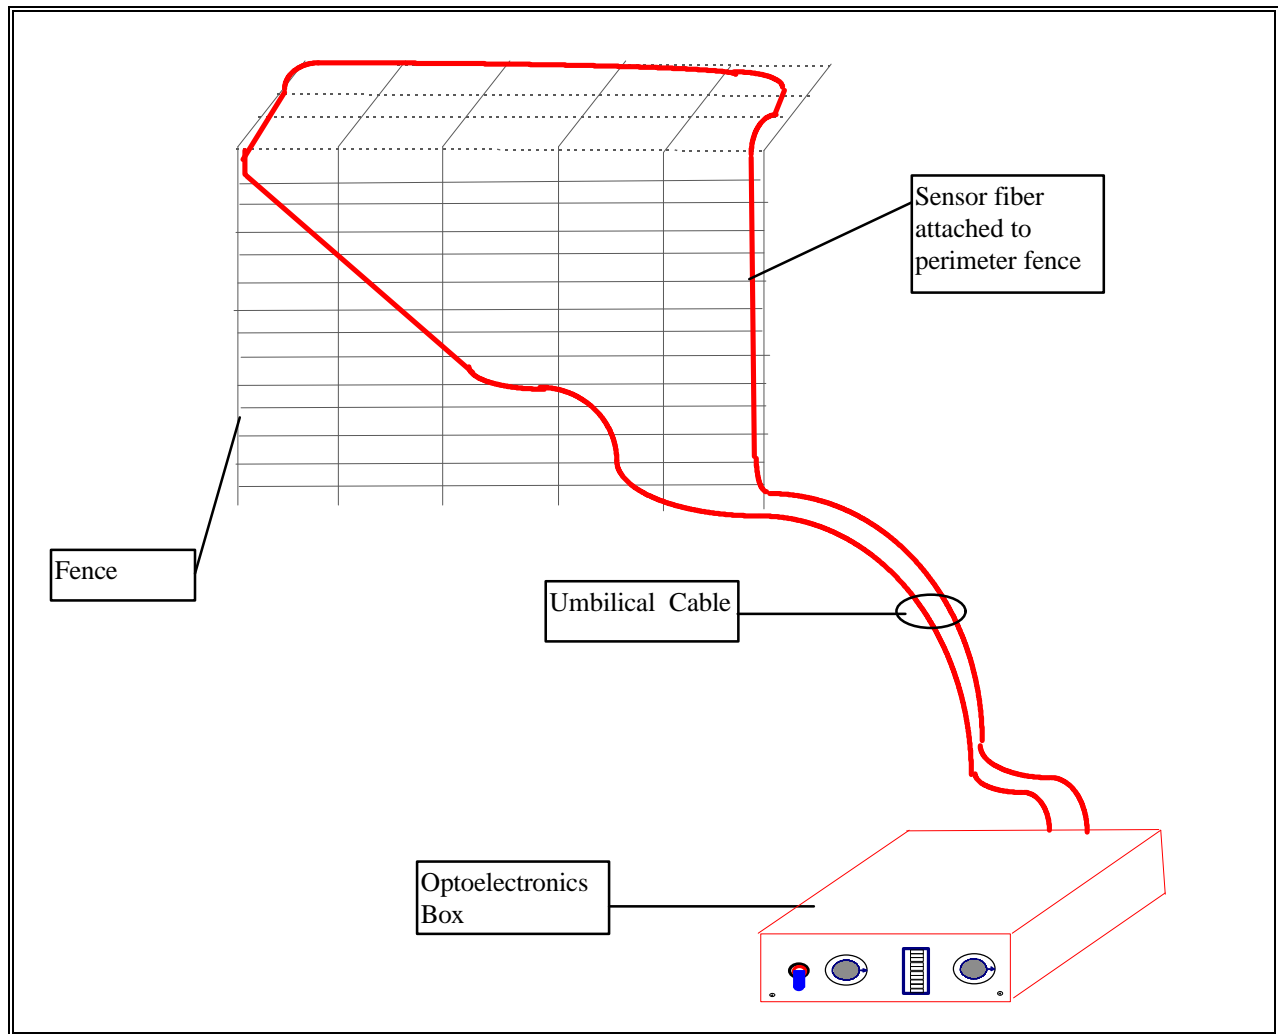 Sensor fiber
attached to
perimeter fence
Fence
Umbilical Cable
Optoelectronics
Box